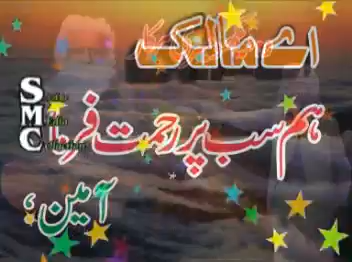 اے مالک
ہم سب پر رحمت فرما
آمین،
SMC